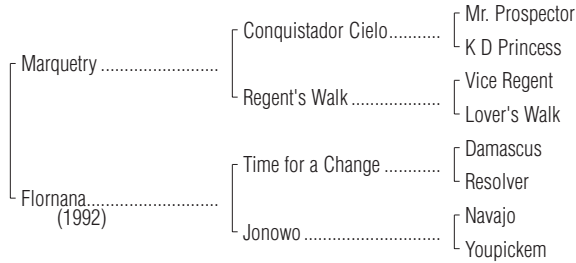 Mr. Prospector
Conquistador Cielo...........
K D Princess
Marquetry .........................
Vice Regent
Regent's Walk ...................
Lover's Walk
Damascus
Time for a Change ............
Resolver
Flornana............................
(1992)
Navajo
Jonowo .............................
Youpickem